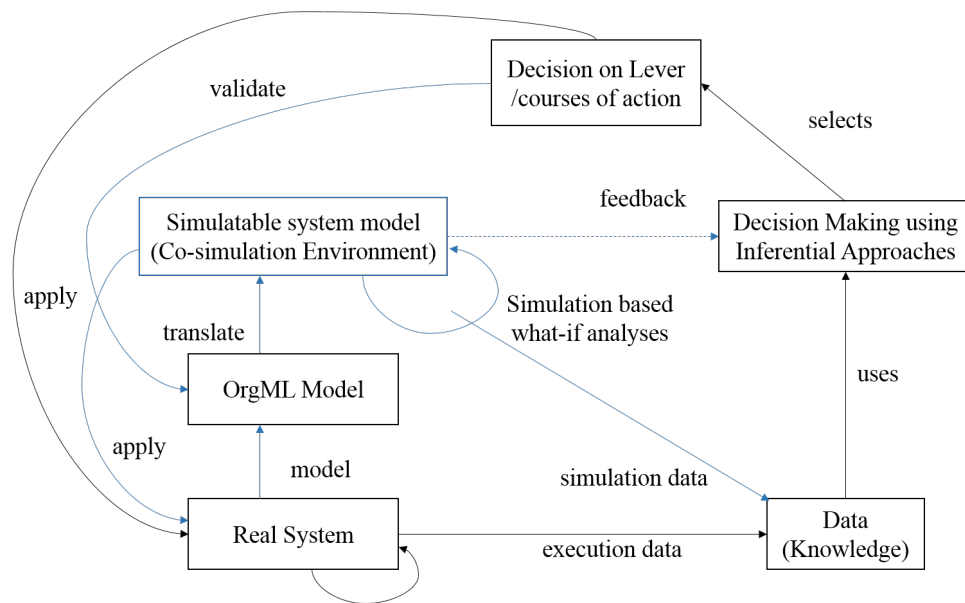 Decision on Lever
/courses of action
validate
selects
feedback
Simulatable system model
(Co-simulation Environment)
Decision Making using
Inferential Approaches
apply
translate
Simulation based
what-if analyses
OrgML Model
uses
apply
model
simulation data
Real System
execution data
Data
(Knowledge)